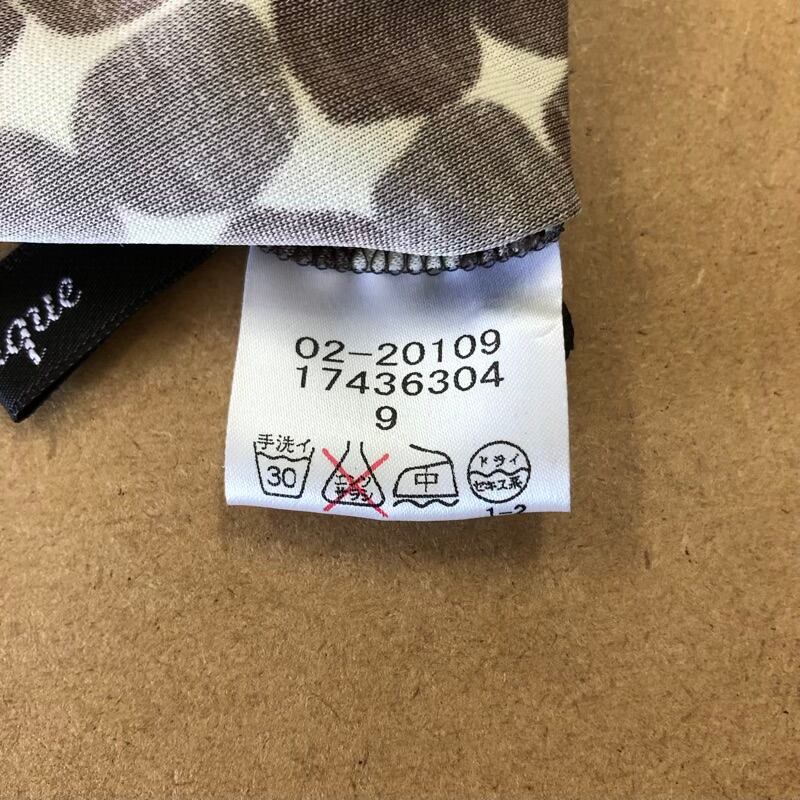 que
02-20109
17436304
9
手洗イ
30
エンソ
サラシ
中
ドライ
セキユ系
1-2